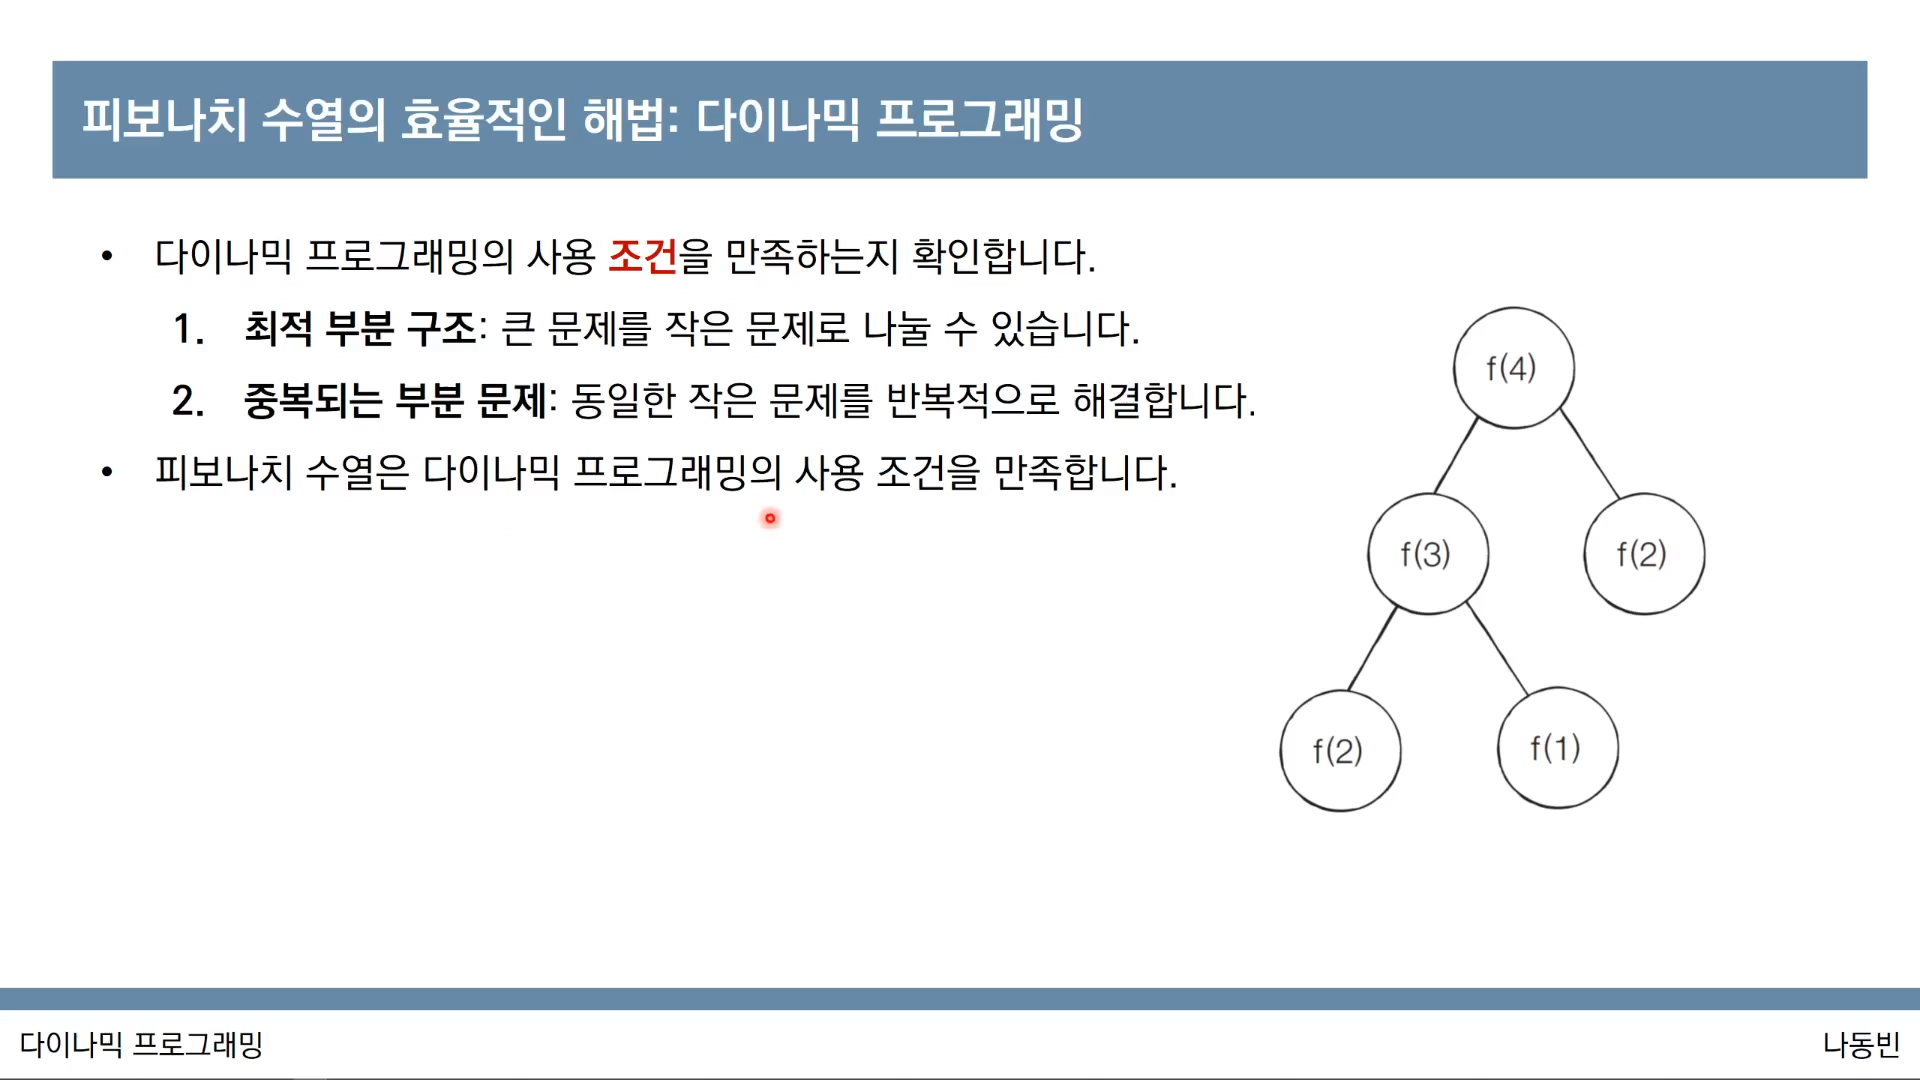 피보나치 수열의 효율적인 해법: 다이나믹 프로그래밍
• 다이나믹 프로그래밍의 사용 조건을 만족하는지 확인합니다.
1. 최적 부분 구조: 큰 문제를 작은 문제로 나눌 수 있습니다.
2. 중복되는 부분 문제: 동일한 작은 문제를 반복적으로 해결합니다.
• 피보나치 수열은 다이나믹 프로그래밍의 사용 조건을 만족합니다.
f(4)
f(3)
f(2)
f(2)
f(1)
다이나믹 프로그래밍
나동빈